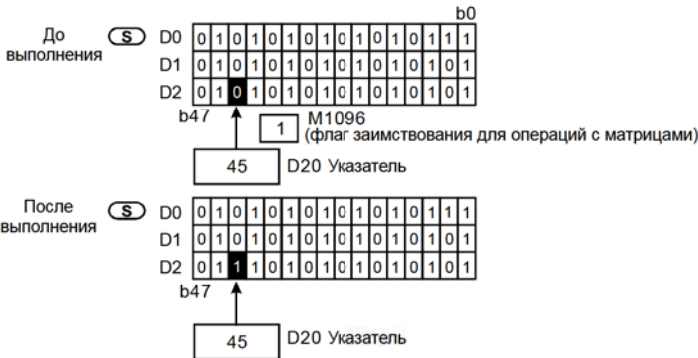 b0
До выполнения S D0 0 1 0 1 0 1 0 1 0 1 0 1 0 1 1 1
D1 0 1 0 1 0 1 0 1 0 1 0 1 0 1 0 1
D2 0 1 0 1 0 1 0 1 0 1 0 1 0 1 0 1
b47
1 M1096
(флаг заимствования для операций с матрицами)
45 D20 Указатель
После выполнения S D0 0 1 0 1 0 1 0 1 0 1 0 1 0 1 1 1
D1 0 1 0 1 0 1 0 1 0 1 0 1 0 1 0 1
D2 0 1 1 1 0 1 0 1 0 1 0 1 0 1 0 1
b47
45 D20 Указатель